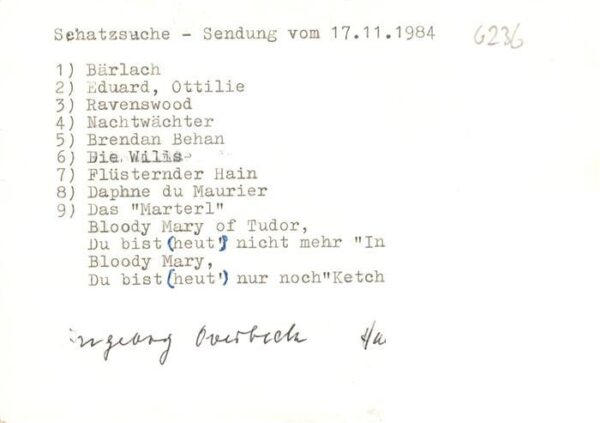 Schatzsuche - Sendung vom 17.11.1984 6236
1) Bärlach
2) Eduard, Ottilie
3) Ravenswood
4) Nachtwächter
5) Brendan Behan
6) Die Wilis
7) Flüsternder Hain
8) Daphne du Maurier
9) Das "Marterl"
Bloody Mary of Tudor,
Du bist (heut') nicht mehr "In
Bloody Mary,
Du bist (heut') nur noch "Ketch
Overbeck